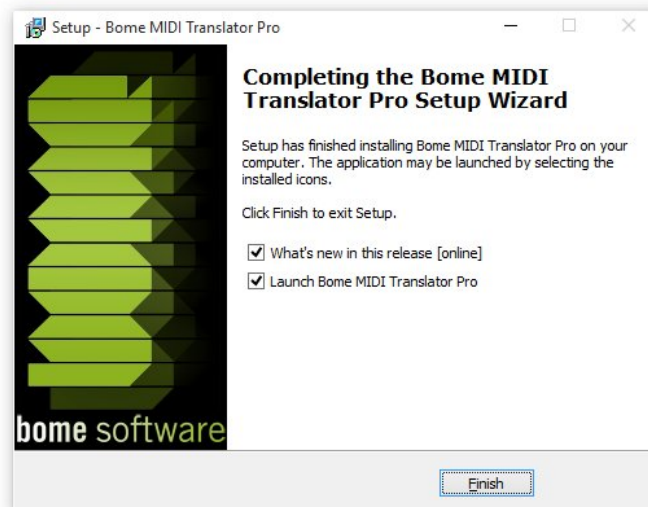 Setup - Bome MIDI Translator Pro
Completing the Bome MIDI
Translator Pro Setup Wizard
Setup has finished installing Bome MIDI Translator Pro on your
computer. The application may be launched by selecting the
installed icons.
Click Finish to exit Setup.
What's new in this release [online]
Launch Bome MIDI Translator Pro
bome software
Finish